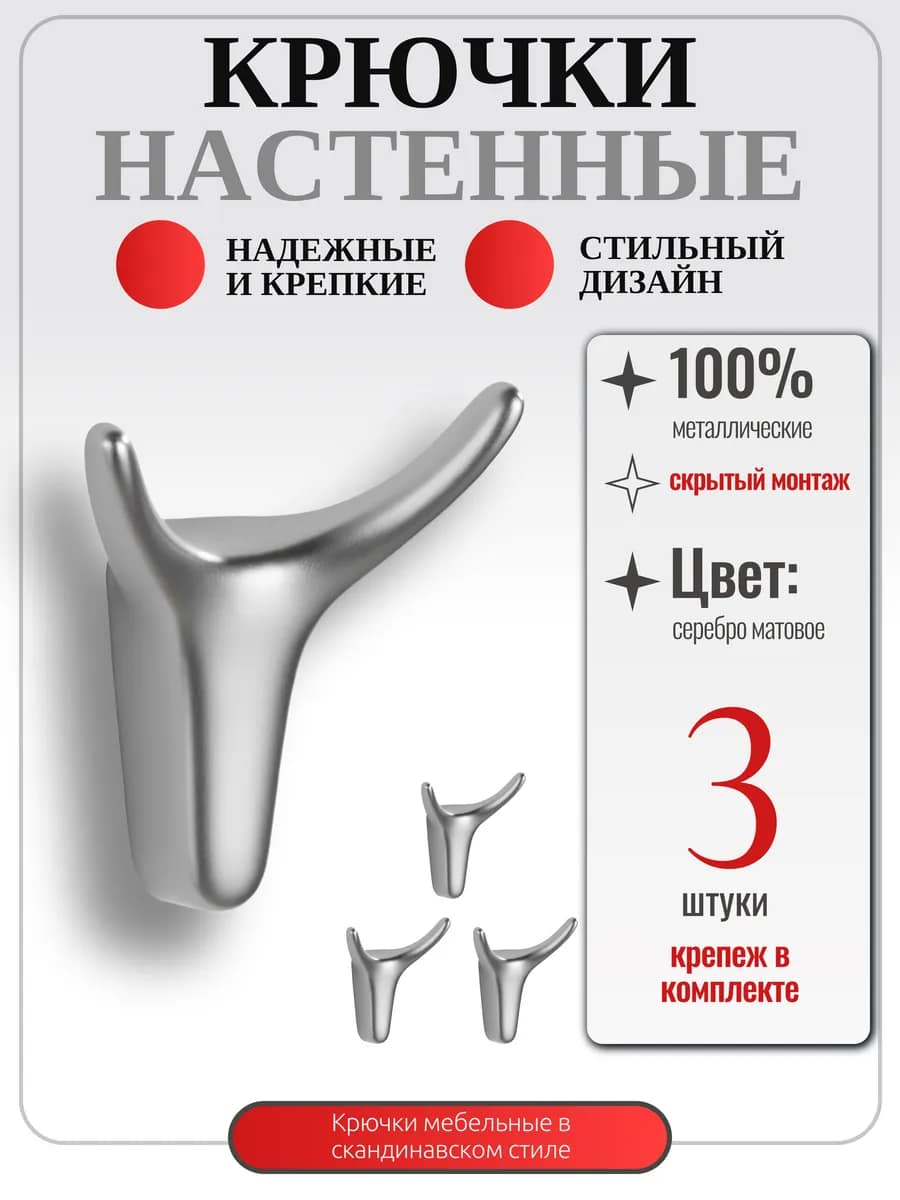 КРЮЧКИ
НАСТЕННЫЕ
НАДЕЖНЫЕ
И КРЕПКИЕ
СТИЛЬНЫЙ
ДИЗАЙН
100%
металлические
скрытый монтаж
Цвет:
серебро матовое
3
штуки
крепеж в
комплекте
Крючки мебельные в
скандинавском стиле